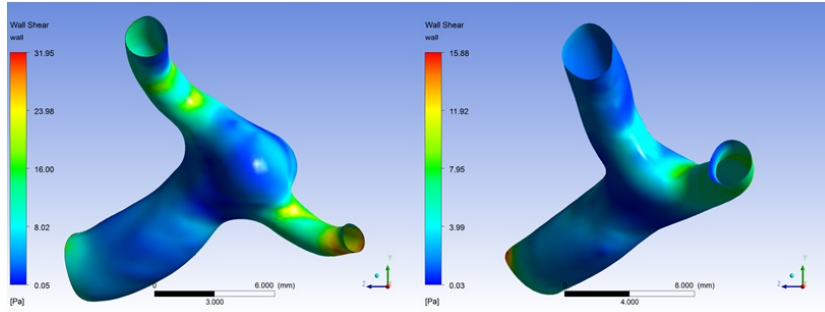 Wall Shear
wall
31.95
23.98
16.00
8.02
0.05
[Pa]
0 6.000 (mm)
3.000
Y
Z
Wall Shear
wall
15.88
11.92
7.95
3.99
0.03
[Pa]
0 8.000 (mm)
4.000
Y
Z